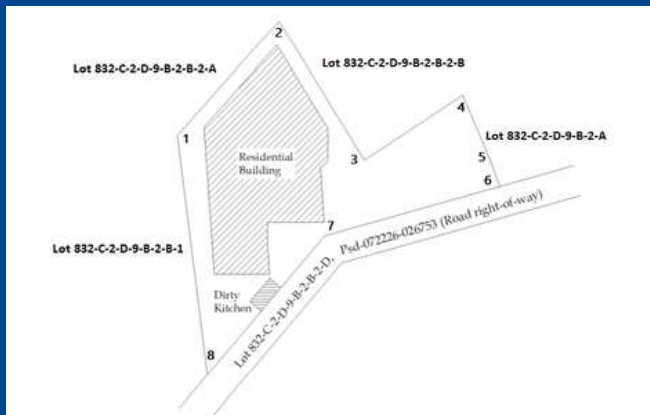 2
Lot 832-C-2-D-9-B-2-B-2-A
Lot 832-C-2-D-9-B-2-B-2-B
4
1
Lot 832-C-2-D-9-B-2-A
3
5
Residential
Building
6
7
Lot 832-C-2-D-9-B-2-B-2-D, Psd-072226-026753 (Road right-of-way)
Lot 832-C-2-D-9-B-2-B-1
Dirty
Kitchen
8